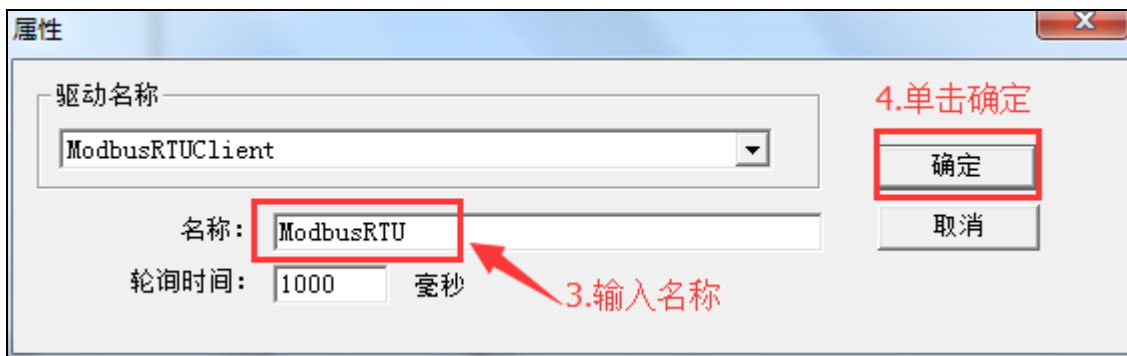 属性
驱动名称
ModbusRTUClient
4.单击确定
确定
名称: ModbusRTU
取消
轮询时间: 1000 毫秒
3.输入名称